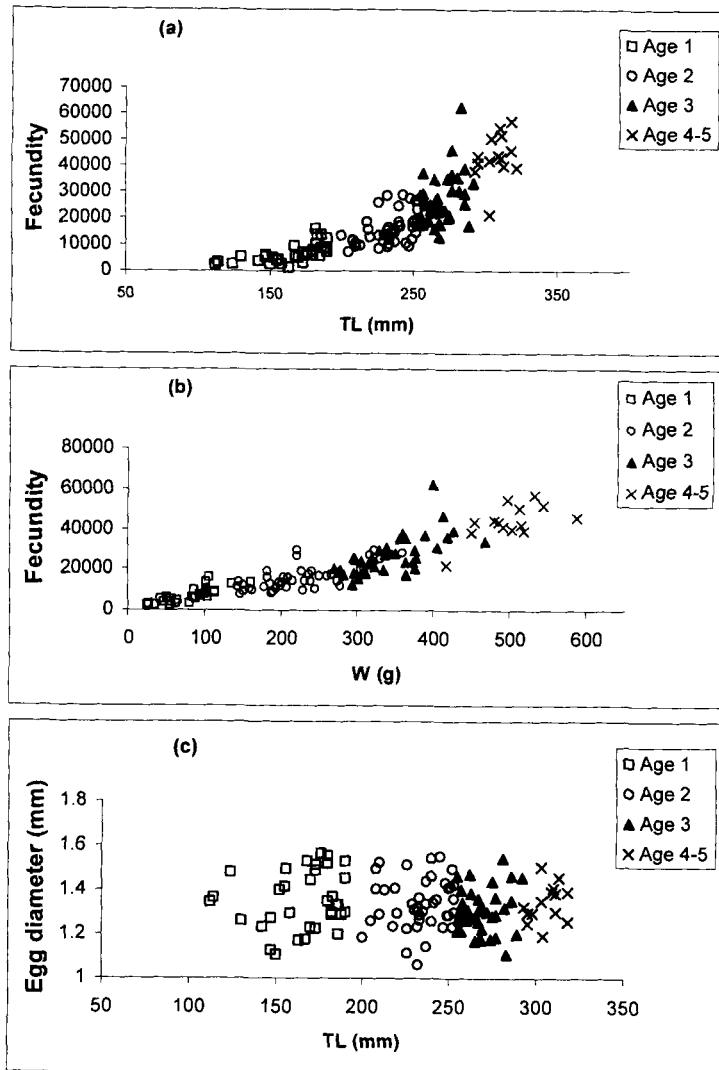 (a)
Age 1
Age 2
Age 3
Age 4-5
70000
60000
50000
40000
30000
20000
10000
0
Fecundity
50 150 250 350
TL (mm)
(b)
Age 1
Age 2
Age 3
Age 4-5
80000
60000
40000
20000
0
Fecundity
0 100 200 300 400 500 600
W (g)
(c)
Age 1
Age 2
Age 3
Age 4-5
1.8
1.6
1.4
1.2
1
Egg diameter (mm)
50 100 150 200 250 300 350
TL (mm)